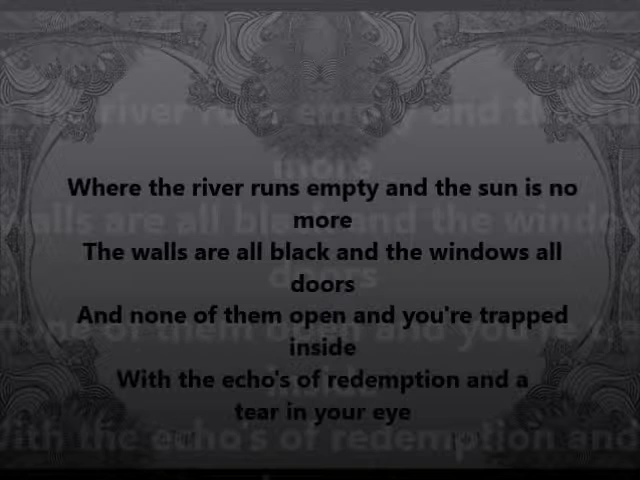 Where the river runs empty and the sun is no
more
The walls are all black and the windows all
doors
And none of them open and you're trapped
inside
With the echo's of redemption and a
tear in your eye